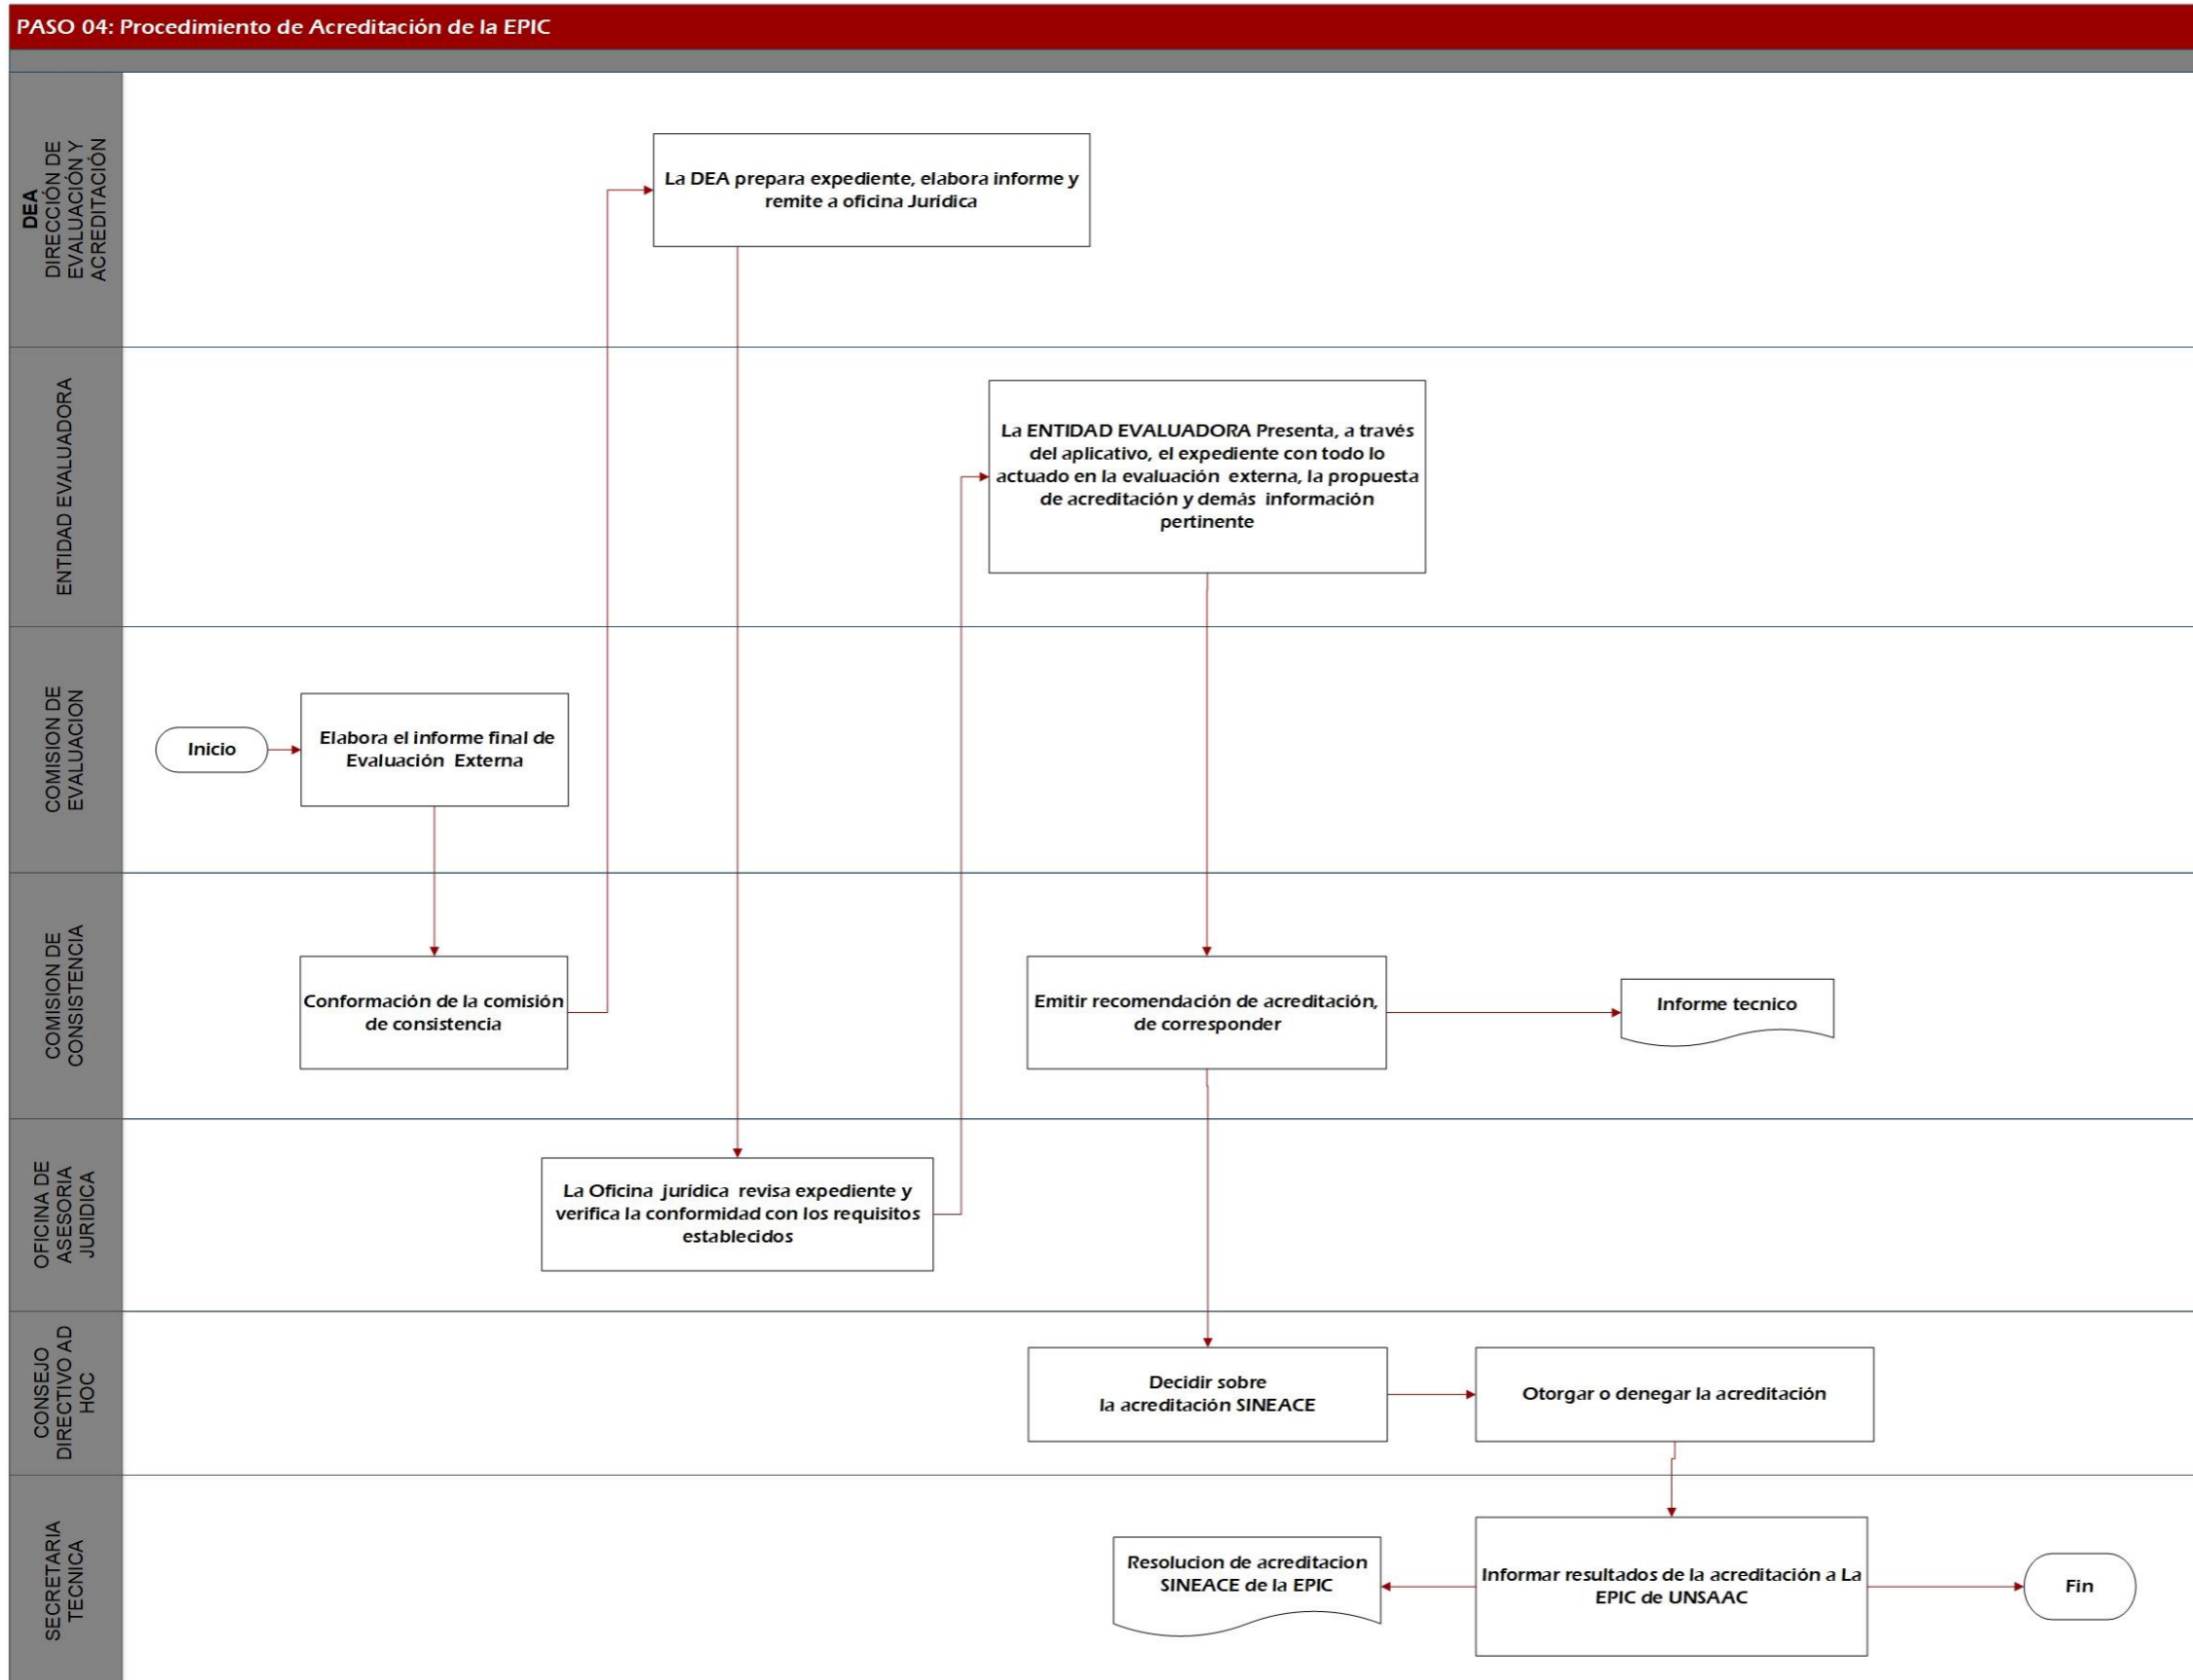 PASO 04: Procedimiento de Acreditación de la EPIC
DEA
DIRECCIÓN DE
EVALUACIÓN Y
ACREDITACIÓN
La DEA prepara expediente, elabora informe y
remite a oficina Juridica
ENTIDAD EVALUADORA
La ENTIDAD EVALUADORA Presenta, a través
del aplicativo, el expediente con todo lo
actuado en la evaluación externa, la propuesta
de acreditación y demás información
pertinente
COMISION DE
EVALUACION
Inicio
Elabora el informe final de
Evaluación Externa
COMISION DE
CONSISTENCIA
Conformación de la comisión
de consistencia
Emitir recomendación de acreditación,
de corresponder
Informe tecnico
OFICINA DE
ASESORIA
JURIDICA
La Oficina juridica revisa expediente y
verifica la conformidad con los requisitos
establecidos
CONSEJO
DIRECTIVO AD
HOC
Decidir sobre
la acreditación SINEACE
Otorgar o denegar la acreditación
SECRETARIA
TECNICA
Resolucion de acreditacion
SINEACE de la EPIC
Informar resultados de la acreditación a La
EPIC de UNSAAC
Fin